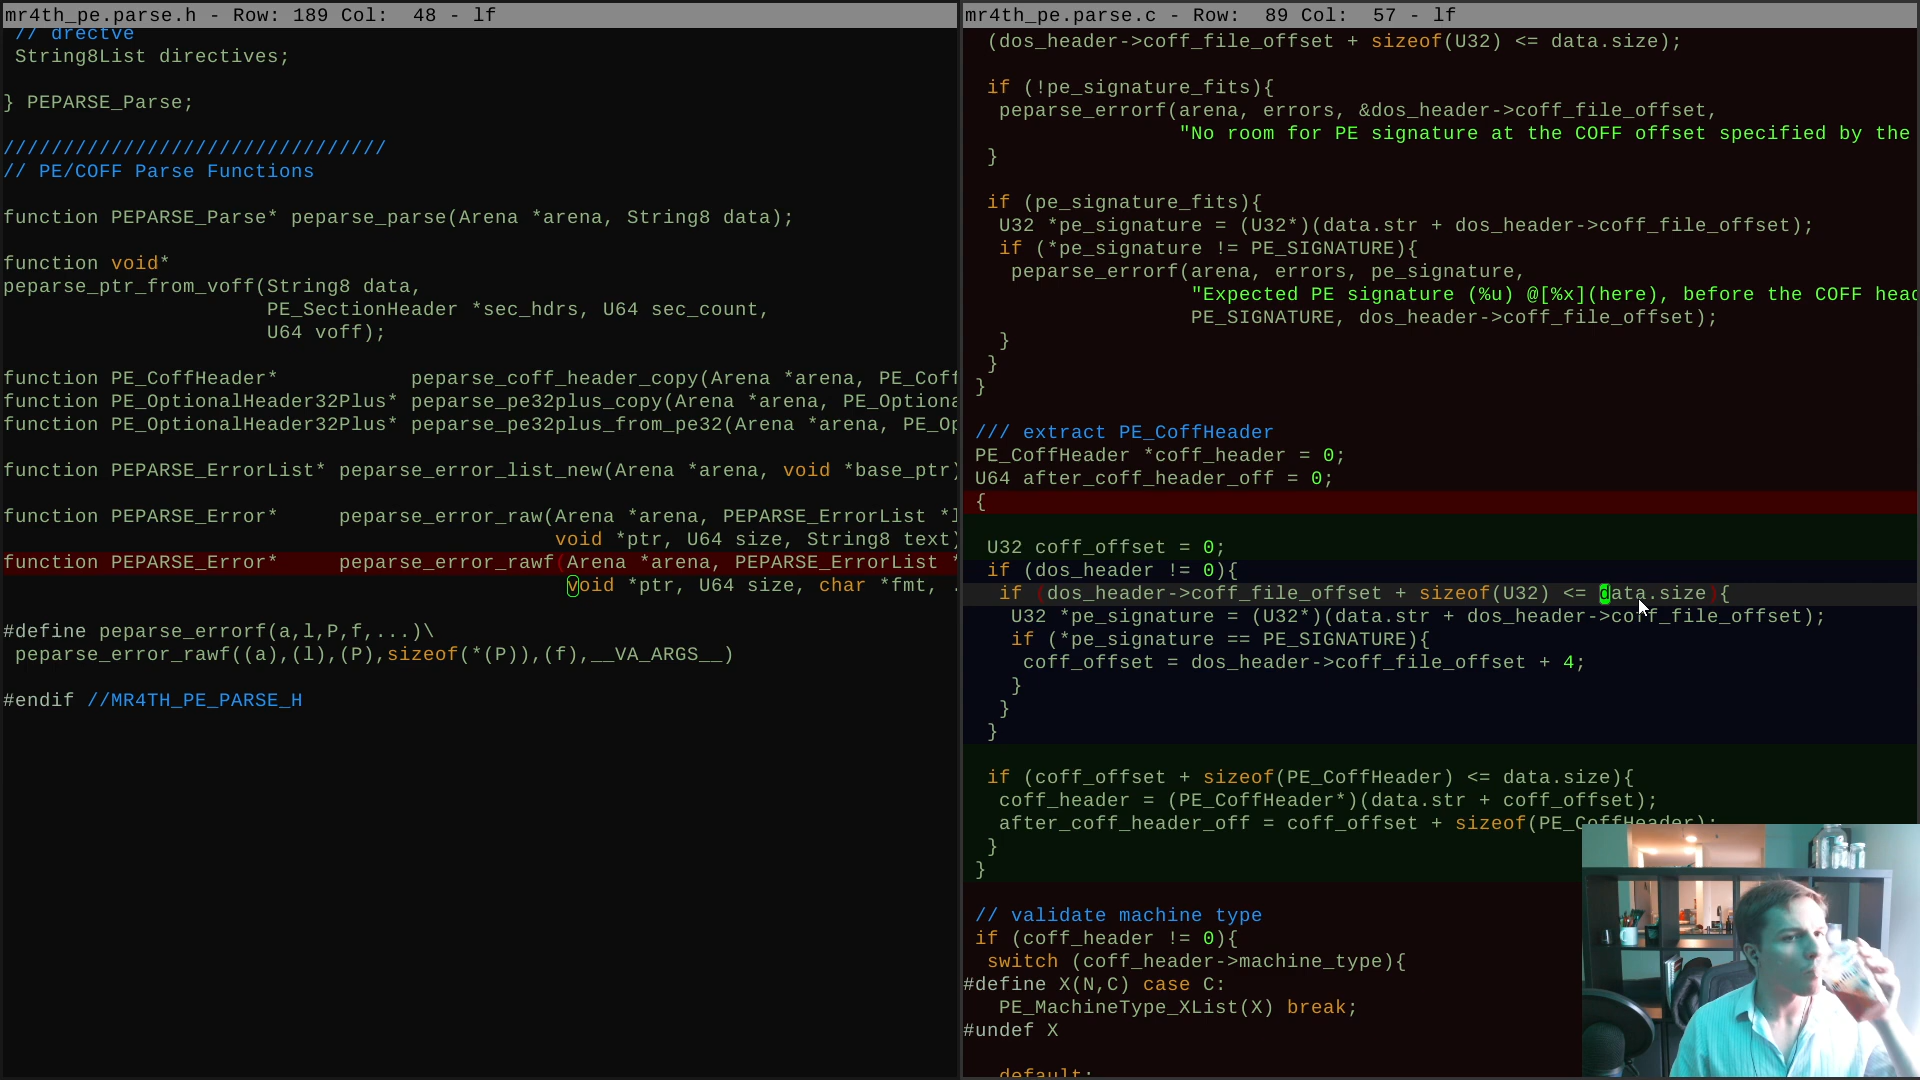 mr4th_pe.parse.h - Row: 189 Col:  48 - lf
// drectve
String8List directives;
} PEPARSE_Parse;
////////////////////////////////
// PE/COFF Parse Functions
function PEPARSE_Parse* peparse_parse(Arena *arena, String8 data);
function void*
peparse_ptr_from_voff(String8 data,
PE_SectionHeader *sec_hdrs, U64 sec_count,
U64 voff);
function PE_CoffHeader*           peparse_coff_header_copy(Arena *arena, PE_Coff
function PE_OptionalHeader32Plus* peparse_pe32plus_copy(Arena *arena, PE_Optiona
function PE_OptionalHeader32Plus* peparse_pe32plus_from_pe32(Arena *arena, PE_Op
function PEPARSE_ErrorList* peparse_error_list_new(Arena *arena, void *base_ptr)
function PEPARSE_Error*     peparse_error_raw(Arena *arena, PEPARSE_ErrorList *l
void *ptr, U64 size, String8 text)
function PEPARSE_Error*     peparse_error_rawf(Arena *arena, PEPARSE_ErrorList *
void *ptr, U64 size, char *fmt, .
#define peparse_errorf(a,l,P,f,...)\
peparse_error_rawf((a),(l),(P),sizeof(*(P)),(f),__VA_ARGS__)
#endif //MR4TH_PE_PARSE_H
mr4th_pe.parse.c - Row:  89 Col:  57 - lf
(dos_header->coff_file_offset + sizeof(U32) <= data.size);
if (!pe_signature_fits){
peparse_errorf(arena, errors, &dos_header->coff_file_offset,
"No room for PE signature at the COFF offset specified by the
}
if (pe_signature_fits){
U32 *pe_signature = (U32*)(data.str + dos_header->coff_file_offset);
if (*pe_signature != PE_SIGNATURE){
peparse_errorf(arena, errors, pe_signature,
"Expected PE signature (%u) @[%x](here), before the COFF head
PE_SIGNATURE, dos_header->coff_file_offset);
}
}
}
/// extract PE_CoffHeader
PE_CoffHeader *coff_header = 0;
U64 after_coff_header_off = 0;
{
U32 coff_offset = 0;
if (dos_header != 0){
if (dos_header->coff_file_offset + sizeof(U32) <= data.size){
U32 *pe_signature = (U32*)(data.str + dos_header->coff_file_offset);
if (*pe_signature == PE_SIGNATURE){
coff_offset = dos_header->coff_file_offset + 4;
}
}
}
if (coff_offset + sizeof(PE_CoffHeader) <= data.size){
coff_header = (PE_CoffHeader*)(data.str + coff_offset);
after_coff_header_off = coff_offset + sizeof(PE_CoffHeader);
}
}
// validate machine type
if (coff_header != 0){
switch (coff_header->machine_type){
#define X(N,C) case C:
PE_MachineType_XList(X) break;
#undef X
default: